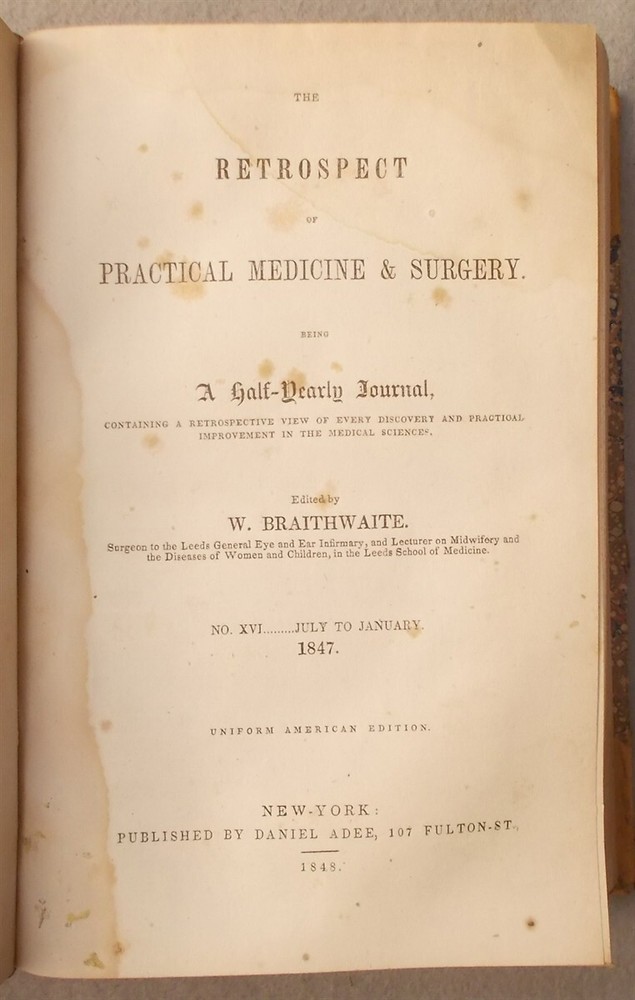 THE
RETROSPECT
OF
PRACTICAL MEDICINE & SURGERY.
BEING
A Half-Yearly Journal,
CONTAINING A RETROSPECTIVE VIEW OF EVERY DISCOVERY AND PRACTICAL
IMPROVEMENT IN THE MEDICAL SCIENCES.
Edited by
W. BRAITHWAITE.
Surgeon to the Leeds General Eye and Ear Infirmary, and Lecturer on Midwifery and
the Diseases of Women and Children, in the Leeds School of Medicine.
NO. XVI.........JULY TO JANUARY.
1847.
UNIFORM AMERICAN EDITION.
NEW-YORK:
PUBLISHED BY DANIEL ADEE, 107 FULTON-ST.,
1848.